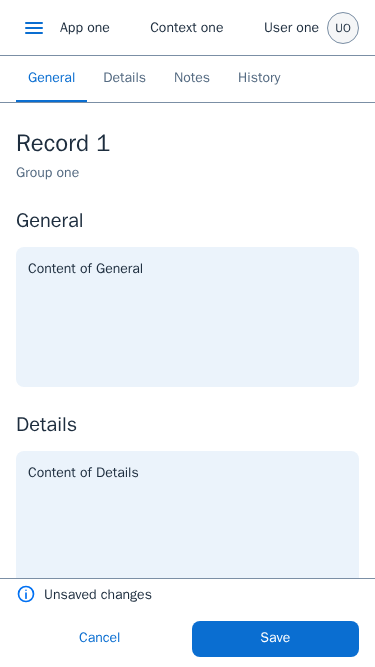 App one Context one User one UO
General Details Notes History
Record 1
Group one
General
Content of General
Details
Content of Details
Unsaved changes
Cancel Save